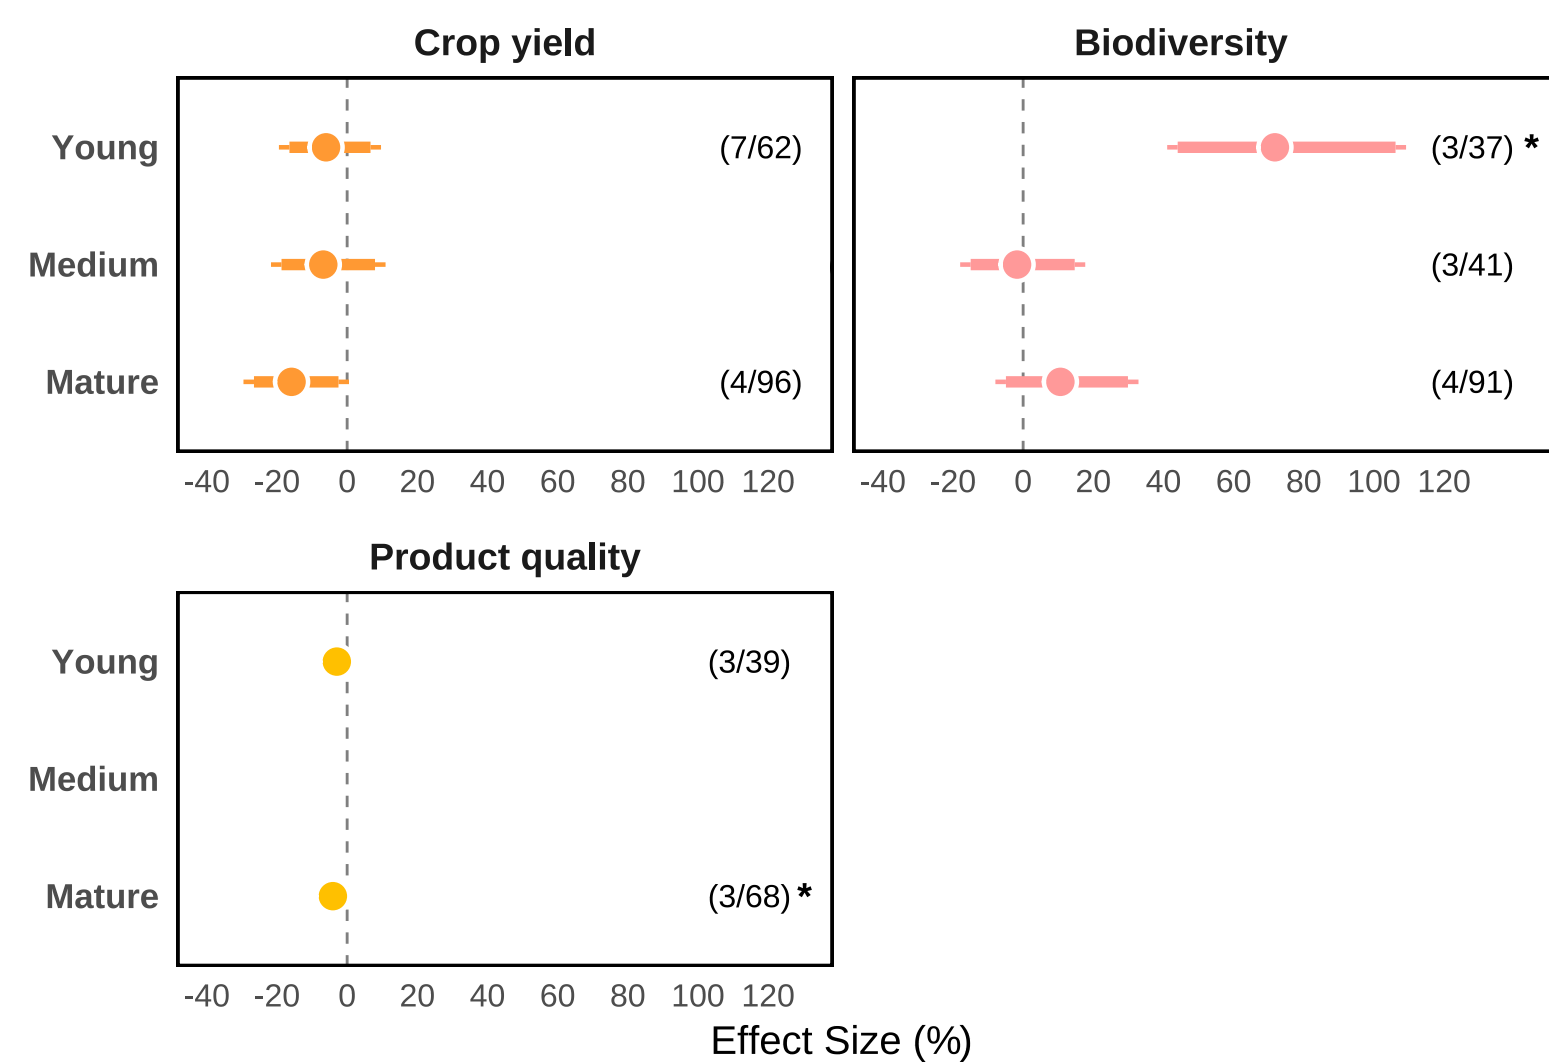 Crop yield
Biodiversity
Young
(7/62)
(3/37) *
Medium
(3/41)
Mature
(4/96)
(4/91)
-40 -20 0 20 40 60 80 100 120
-40 -20 0 20 40 60 80 100 120
Product quality
Young
(3/39)
Medium
Mature
(3/68) *
-40 -20 0 20 40 60 80 100 120
Effect Size (%)